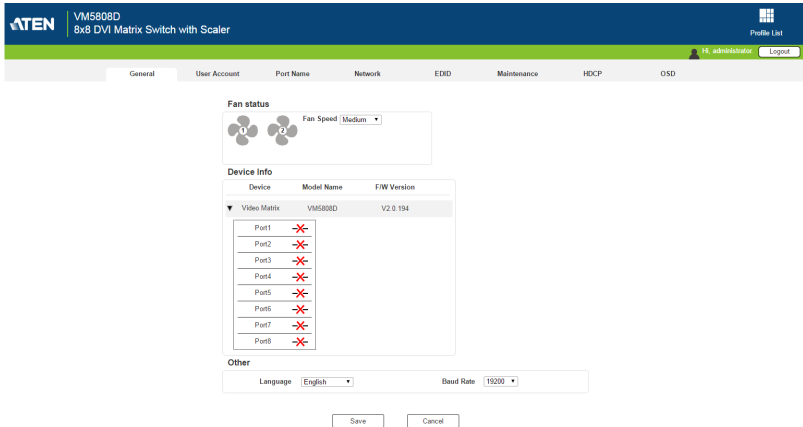 ATEN
VM5808D
8x8 DVI Matrix Switch with Scaler
Profile List
Hi, administrator. Logout
General User Account Port Name Network EDID Maintenance HDCP OSD
Fan status
1 2 Fan Speed Medium
Device Info
Device Model Name F/W Version
Video Matrix VM5808D V2.0.194
Port1
Port2
Port3
Port4
Port5
Port6
Port7
Port8
Other
Language English Baud Rate 19200
Save Cancel